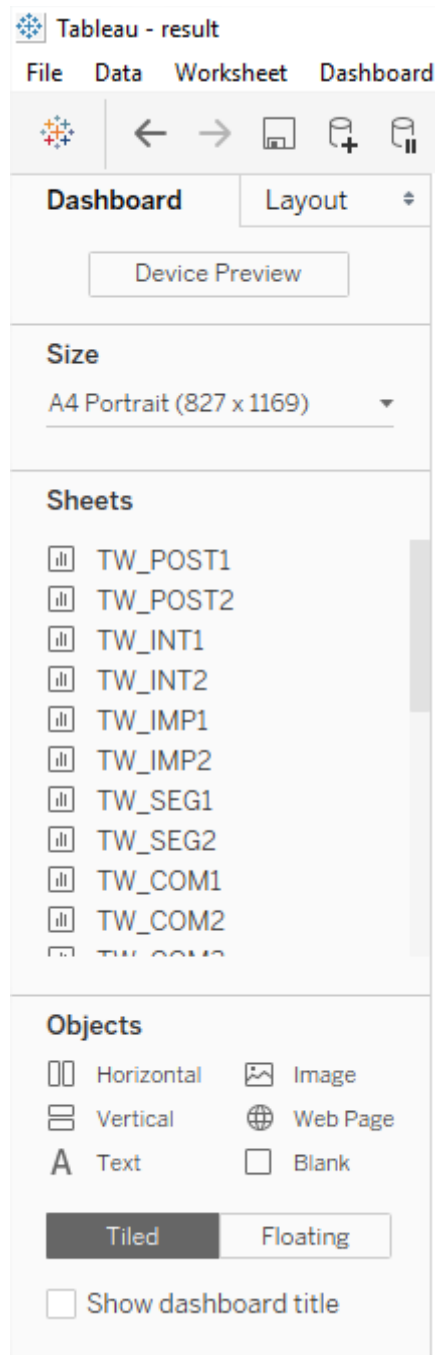 Tableau - result
File Data Worksheet Dashboard
Dashboard Layout
Device Preview
Size
A4 Portrait (827 x 1169)
Sheets
TW_POST1
TW_POST2
TW_INT1
TW_INT2
TW_IMP1
TW_IMP2
TW_SEG1
TW_SEG2
TW_COM1
TW_COM2
Objects
Horizontal Image
Vertical Web Page
A Text Blank
Tiled Floating
Show dashboard title